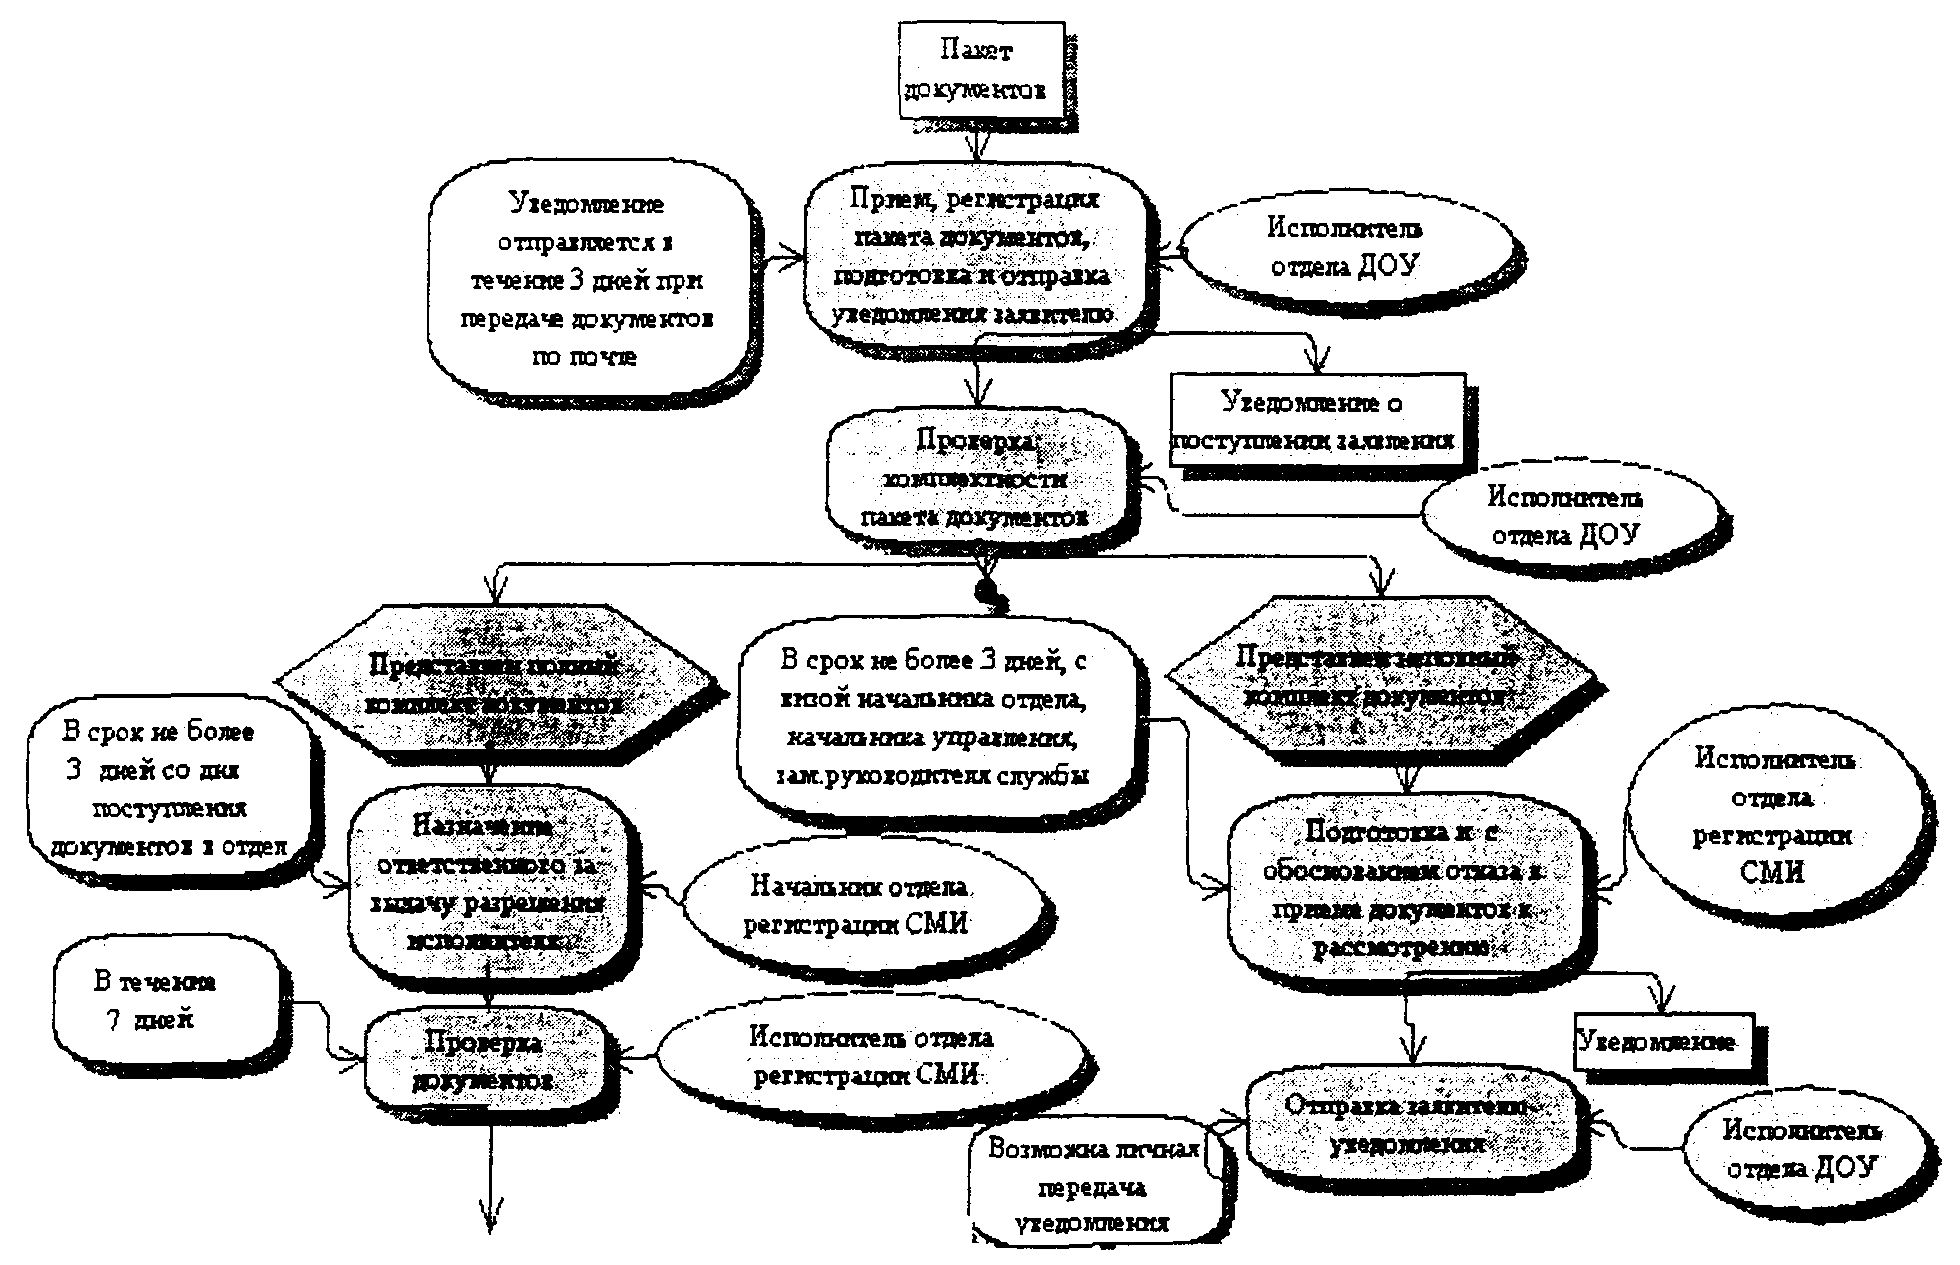 Пакет
документов
Уведомление
отправляется в
течение 3 дней при
передаче документов
по почте
Прием, регистрация
пакета документов,
подготовка и отправка
уведомления заявителю
Исполнитель
отдела ДОУ
Уведомление о
поступлении заявления
Проверка
комплектности
пакета документов
Исполнитель
отдела ДОУ
Представлен полный
комплект документов
В срок не более 3 дней, с
визой начальника отдела,
начальника управления,
зам.руководителя службы
Представлен неполный
комплект документов
В срок не более
3 дней со дня
поступления
документов в отдел
Назначение
ответственного за
выдачу разрешения
исполнителя
Начальник отдела
регистрации СМИ
Подготовка и с
обоснованием отказа в
приеме документов к
рассмотрению
Исполнитель
отдела
регистрации
СМИ
В течение
7 дней
Проверка
документов
Исполнитель отдела
регистрации СМИ
Уведомление
Отправка заявителю
уведомления
Возможна личная
передача
уведомления
Исполнитель
отдела ДОУ